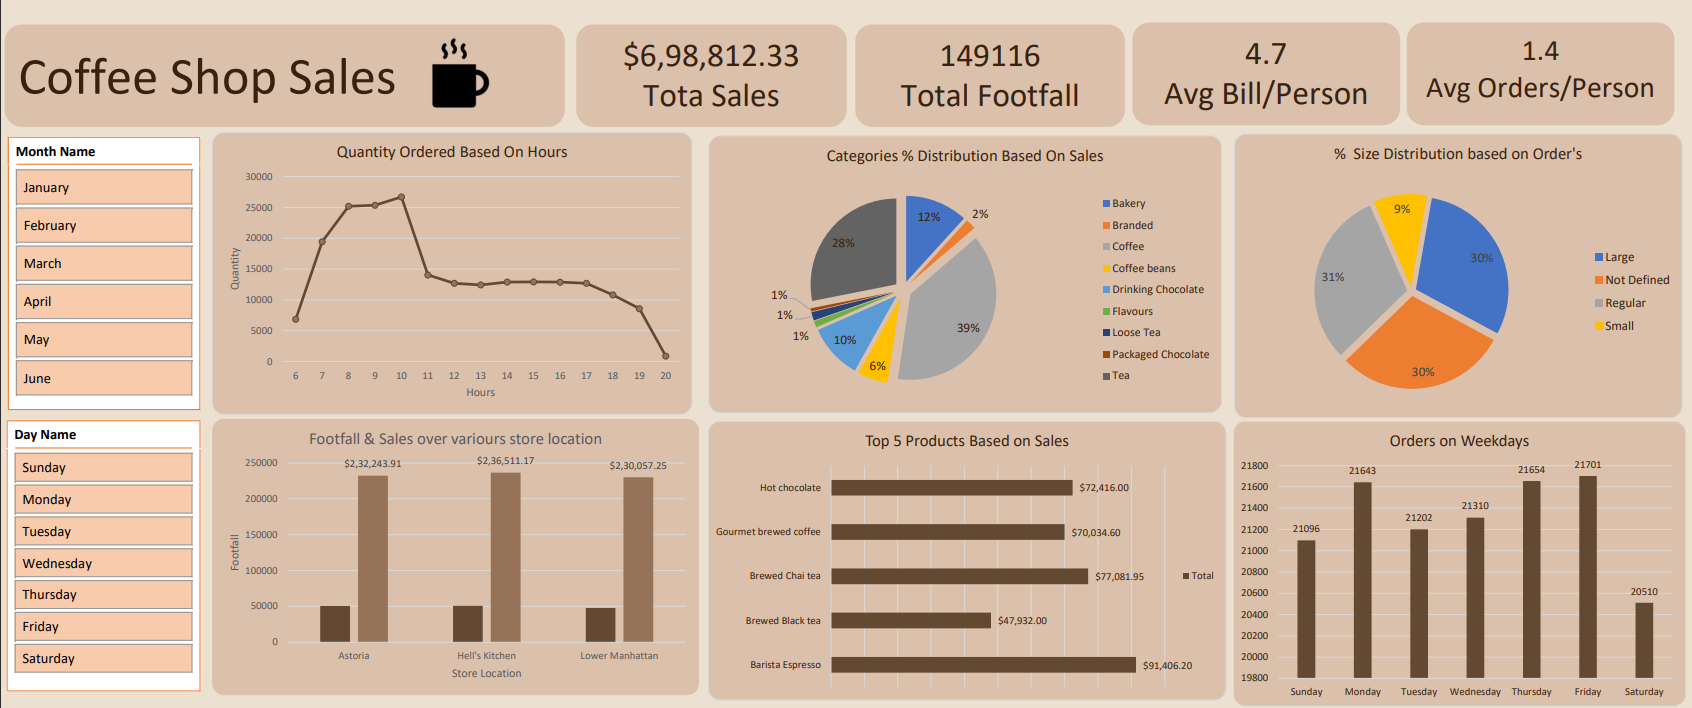 Coffee Shop Sales
$6,98,812.33
Tota Sales
149116
Total Footfall
4.7
Avg Bill/Person
1.4
Avg Orders/Person
Month Name
January
February
March
April
May
June
Day Name
Sunday
Monday
Tuesday
Wednesday
Thursday
Friday
Saturday
Quantity Ordered Based On Hours
Quantity
30000
25000
20000
15000
10000
5000
0
6 7 8 9 10 11 12 13 14 15 16 17 18 19 20
Hours
Categories % Distribution Based On Sales
12%
2%
39%
6%
10%
1%
1%
1%
28%
Bakery
Branded
Coffee
Coffee beans
Drinking Chocolate
Flavours
Loose Tea
Packaged Chocolate
Tea
% Size Distribution based on Order's
30%
30%
31%
9%
Large
Not Defined
Regular
Small
Footfall & Sales over variours store location
Footfall
250000
200000
150000
100000
50000
0
$2,32,243.91
$2,36,511.17
$2,30,057.25
Astoria
Hell's Kitchen
Lower Manhattan
Store Location
Top 5 Products Based on Sales
Hot chocolate
$72,416.00
Gourmet brewed coffee
$70,034.60
Brewed Chai tea
$77,081.95
Brewed Black tea
$47,932.00
Barista Espresso
$91,406.20
Total
Orders on Weekdays
21800
21600
21400
21200
21000
20800
20600
20400
20200
20000
19800
21096
21643
21202
21310
21654
21701
20510
Sunday Monday Tuesday Wednesday Thursday Friday Saturday